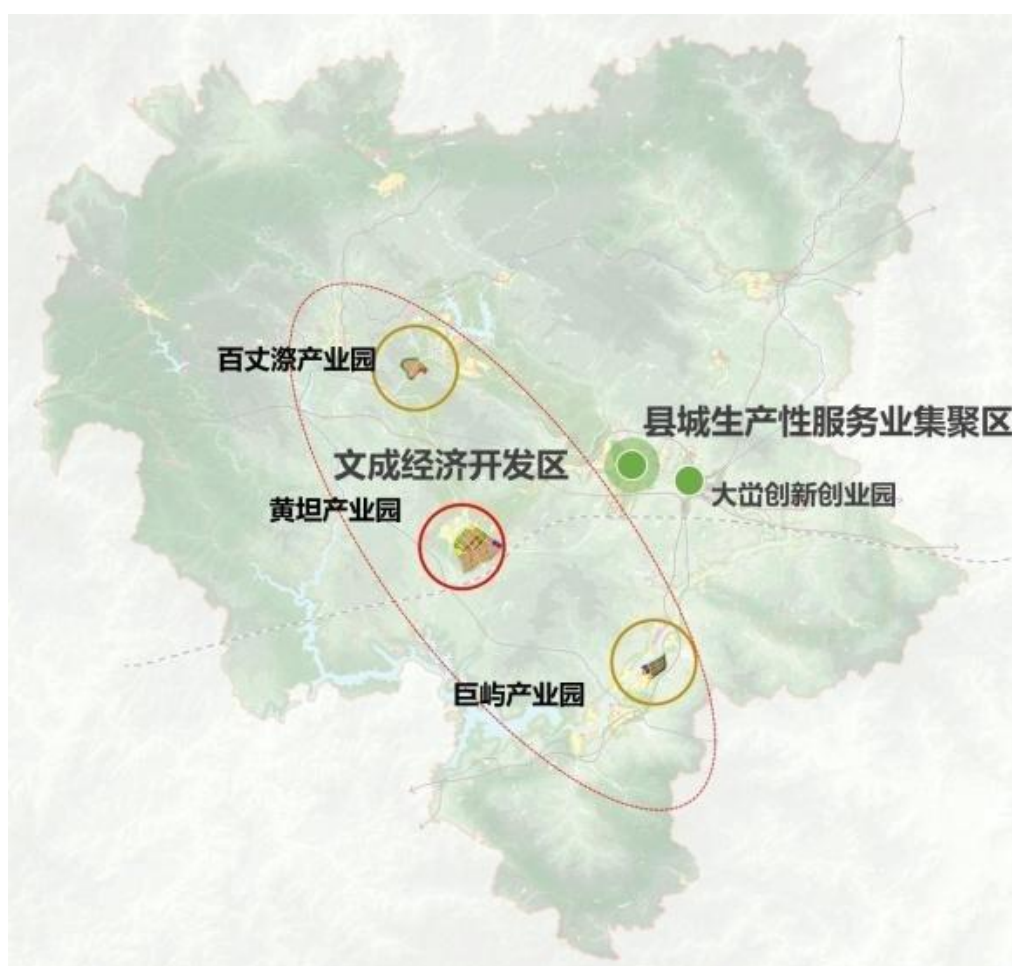 百丈漈产业园
县城生产性服务业集聚区
文成经济开发区
大峃创新创业园
黄坦产业园
巨屿产业园